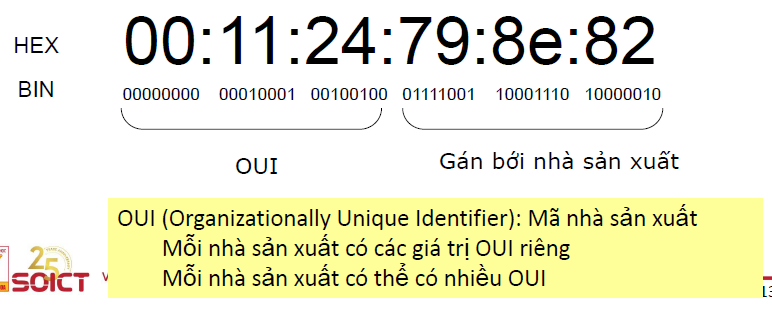 HEX 00:11:24:79:8e:82
BIN 00000000 00010001 00100100 01111001 10001110 10000010
OUI Gán bới nhà sản xuất
OUI (Organizationally Unique Identifier): Mã nhà sản xuất
Mỗi nhà sản xuất có các giá trị OUI riêng
Mỗi nhà sản xuất có thể có nhiều OUI
25
SOICT